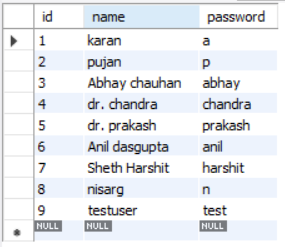 id name password
1 karan a
2 pujan p
3 Abhay chauhan abhay
4 dr. chandra chandra
5 dr. prakash prakash
6 Anil dasgupta anil
7 Sheth Harshit harshit
8 nisarg n
9 testuser test
NULL NULL NULL